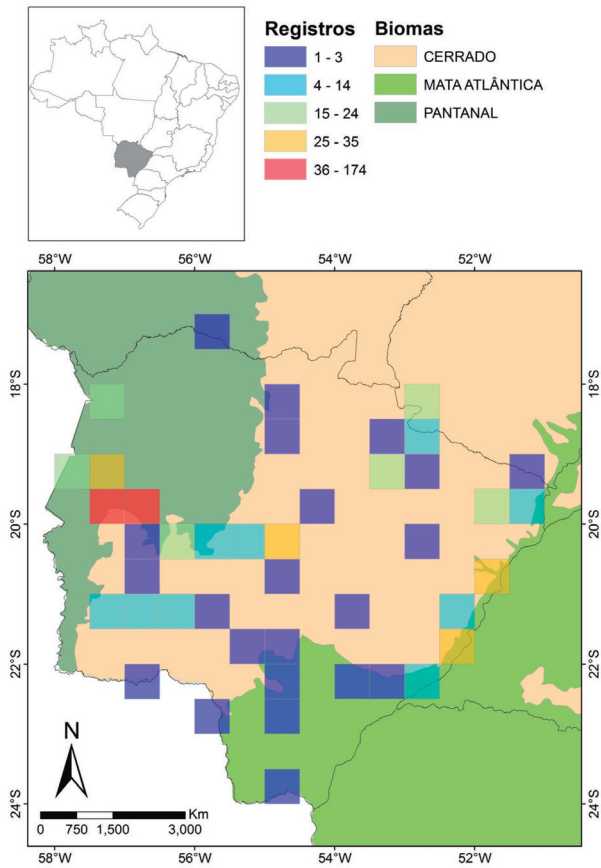 Registros
1 - 3
4 - 14
15 - 24
25 - 35
36 - 174
Biomas
CERRADO
MATA ATLÂNTICA
PANTANAL
58°W 56°W 54°W 52°W
18°S 18°S
20°S 20°S
22°S 22°S
24°S 24°S
N
Km
0 750 1,500 3,000
58°W 56°W 54°W 52°W